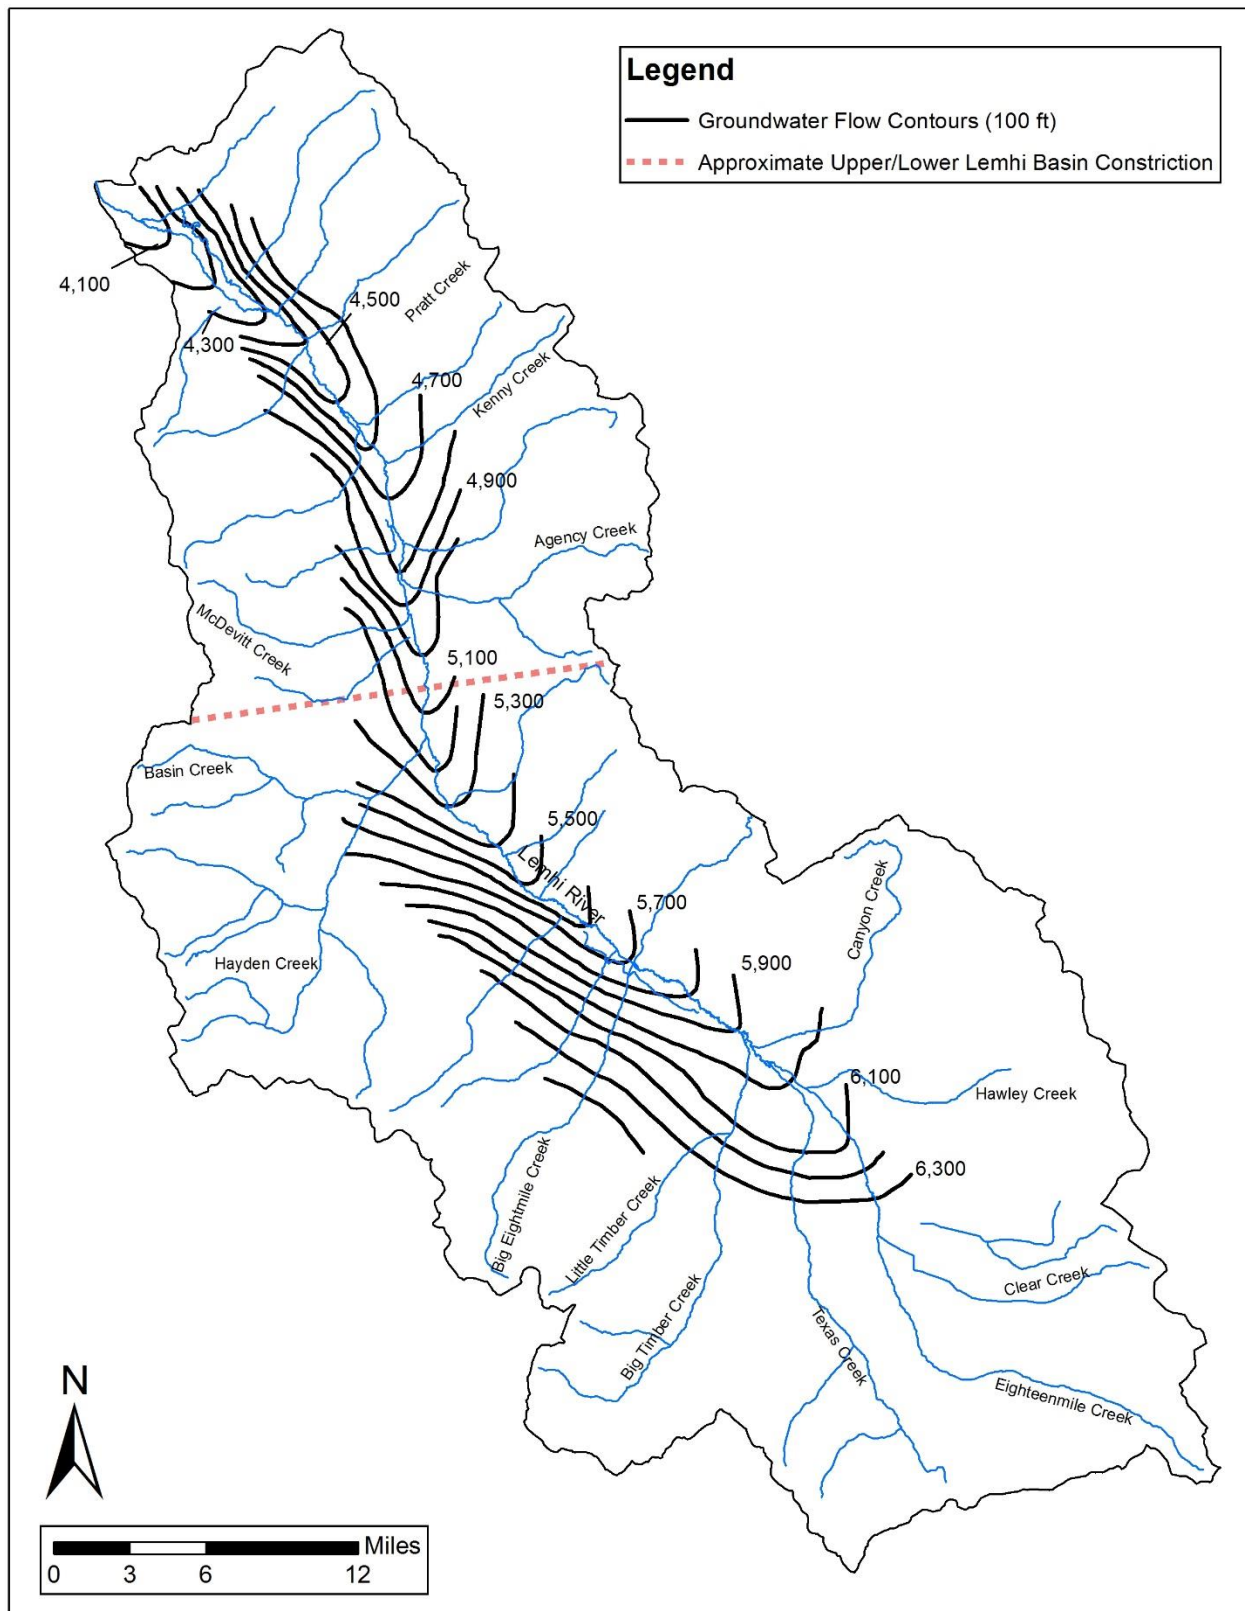 Legend
Groundwater Flow Contours (100 ft)
Approximate Upper/Lower Lemhi Basin Constriction
4,100
4,300
4,500
Pratt Creek
4,700
Kenny Creek
4,900
Agency Creek
McDevitt Creek
5,100
5,300
Basin Creek
5,500
Lemhi River
5,700
Canyon Creek
Hayden Creek
5,900
6,100
Hawley Creek
6,300
Big Eightmile Creek
Little Timber Creek
Big Timber Creek
Texas Creek
Clear Creek
Eighteenmile Creek
N
Miles
0 3 6 12